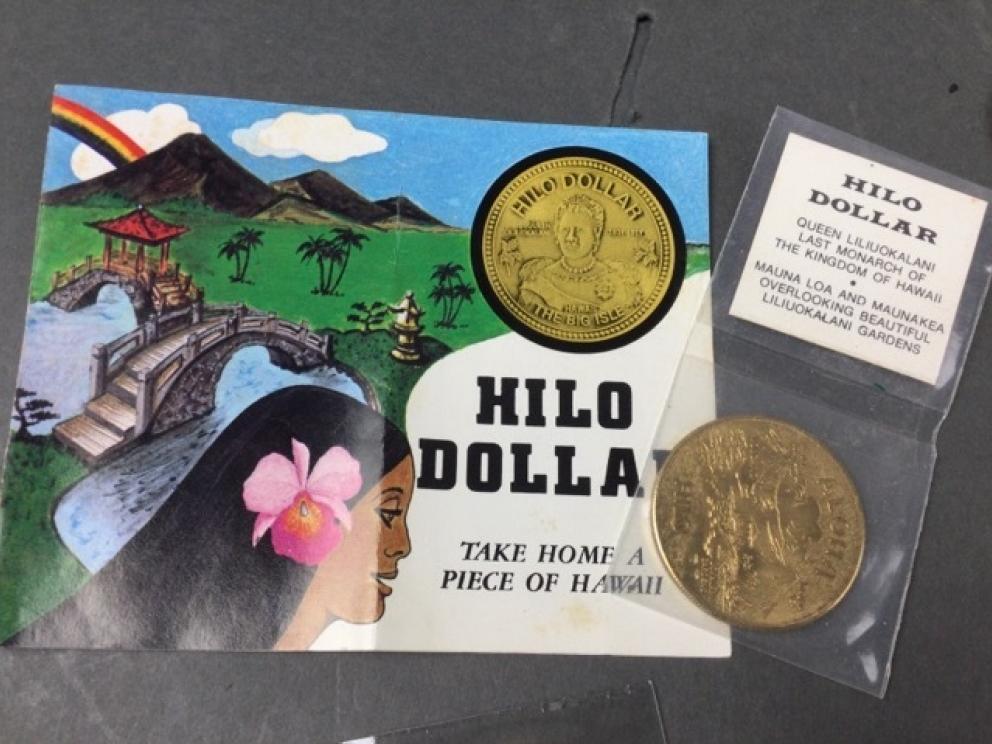 HILO DOLLAR
THE BIG ISLE
HILO
DOLLA
TAKE HOME A
PIECE OF HAWAII
HILO
DOLLAR
QUEEN LILIUOKALANI
LAST MONARCH OF
THE KINGDOM OF HAWAII
•
MAUNA LOA AND MAUNAKEA
OVERLOOKING BEAUTIFUL
LILIUOKALANI GARDENS